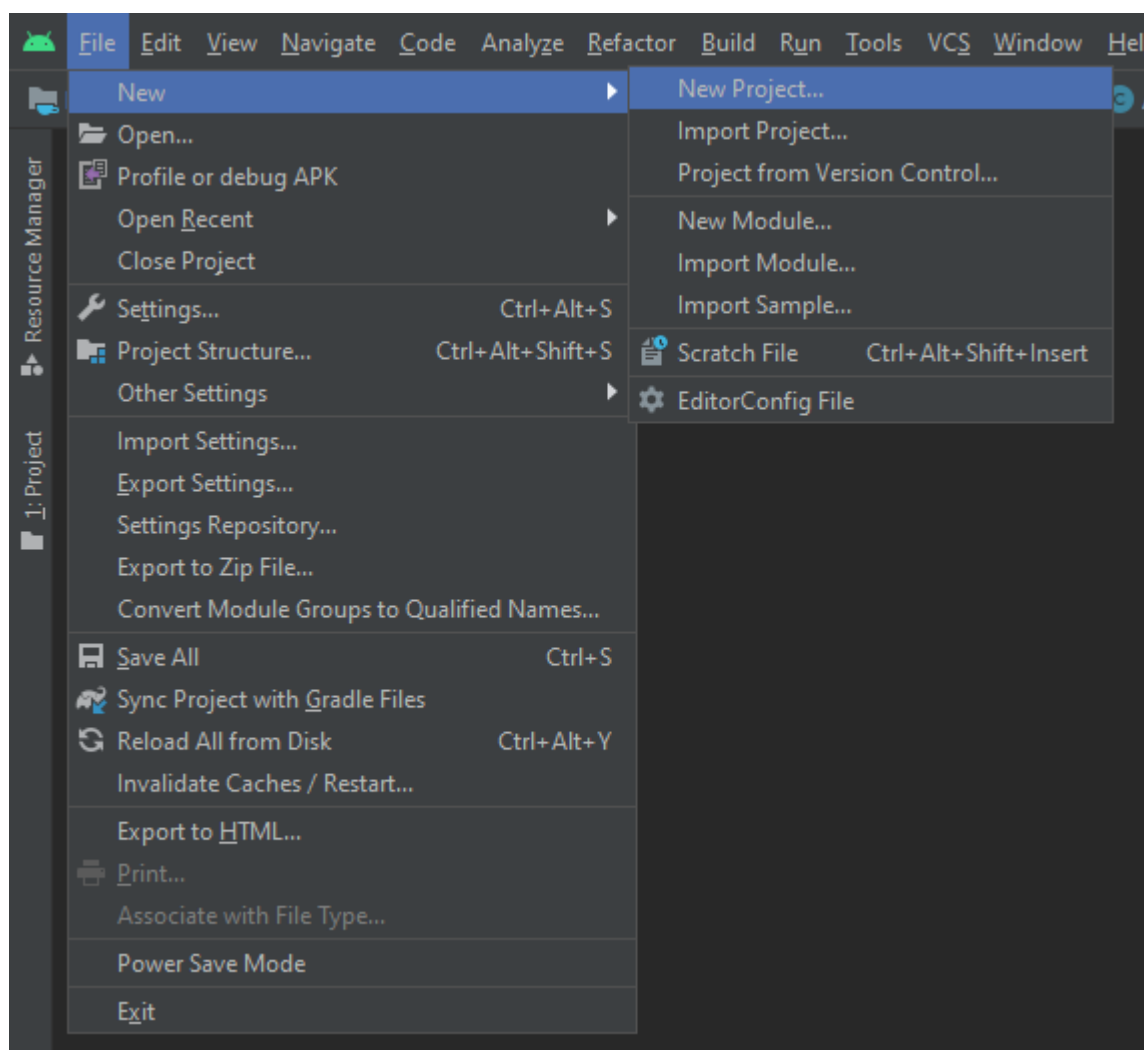 File Edit View Navigate Code Analyze Refactor Build Run Tools VCS Window Hel
New
New Project...
Open...
Import Project...
Profile or debug APK
Project from Version Control...
Open Recent
New Module...
Close Project
Import Module...
Settings... Ctrl+Alt+S
Import Sample...
Project Structure... Ctrl+Alt+Shift+S
Scratch File Ctrl+Alt+Shift+Insert
Other Settings
EditorConfig File
Import Settings...
Export Settings...
Settings Repository...
Export to Zip File...
Convert Module Groups to Qualified Names...
Save All Ctrl+S
Sync Project with Gradle Files
Reload All from Disk Ctrl+Alt+Y
Invalidate Caches / Restart...
Export to HTML...
Print...
Associate with File Type...
Power Save Mode
Exit
Resource Manager
1: Project